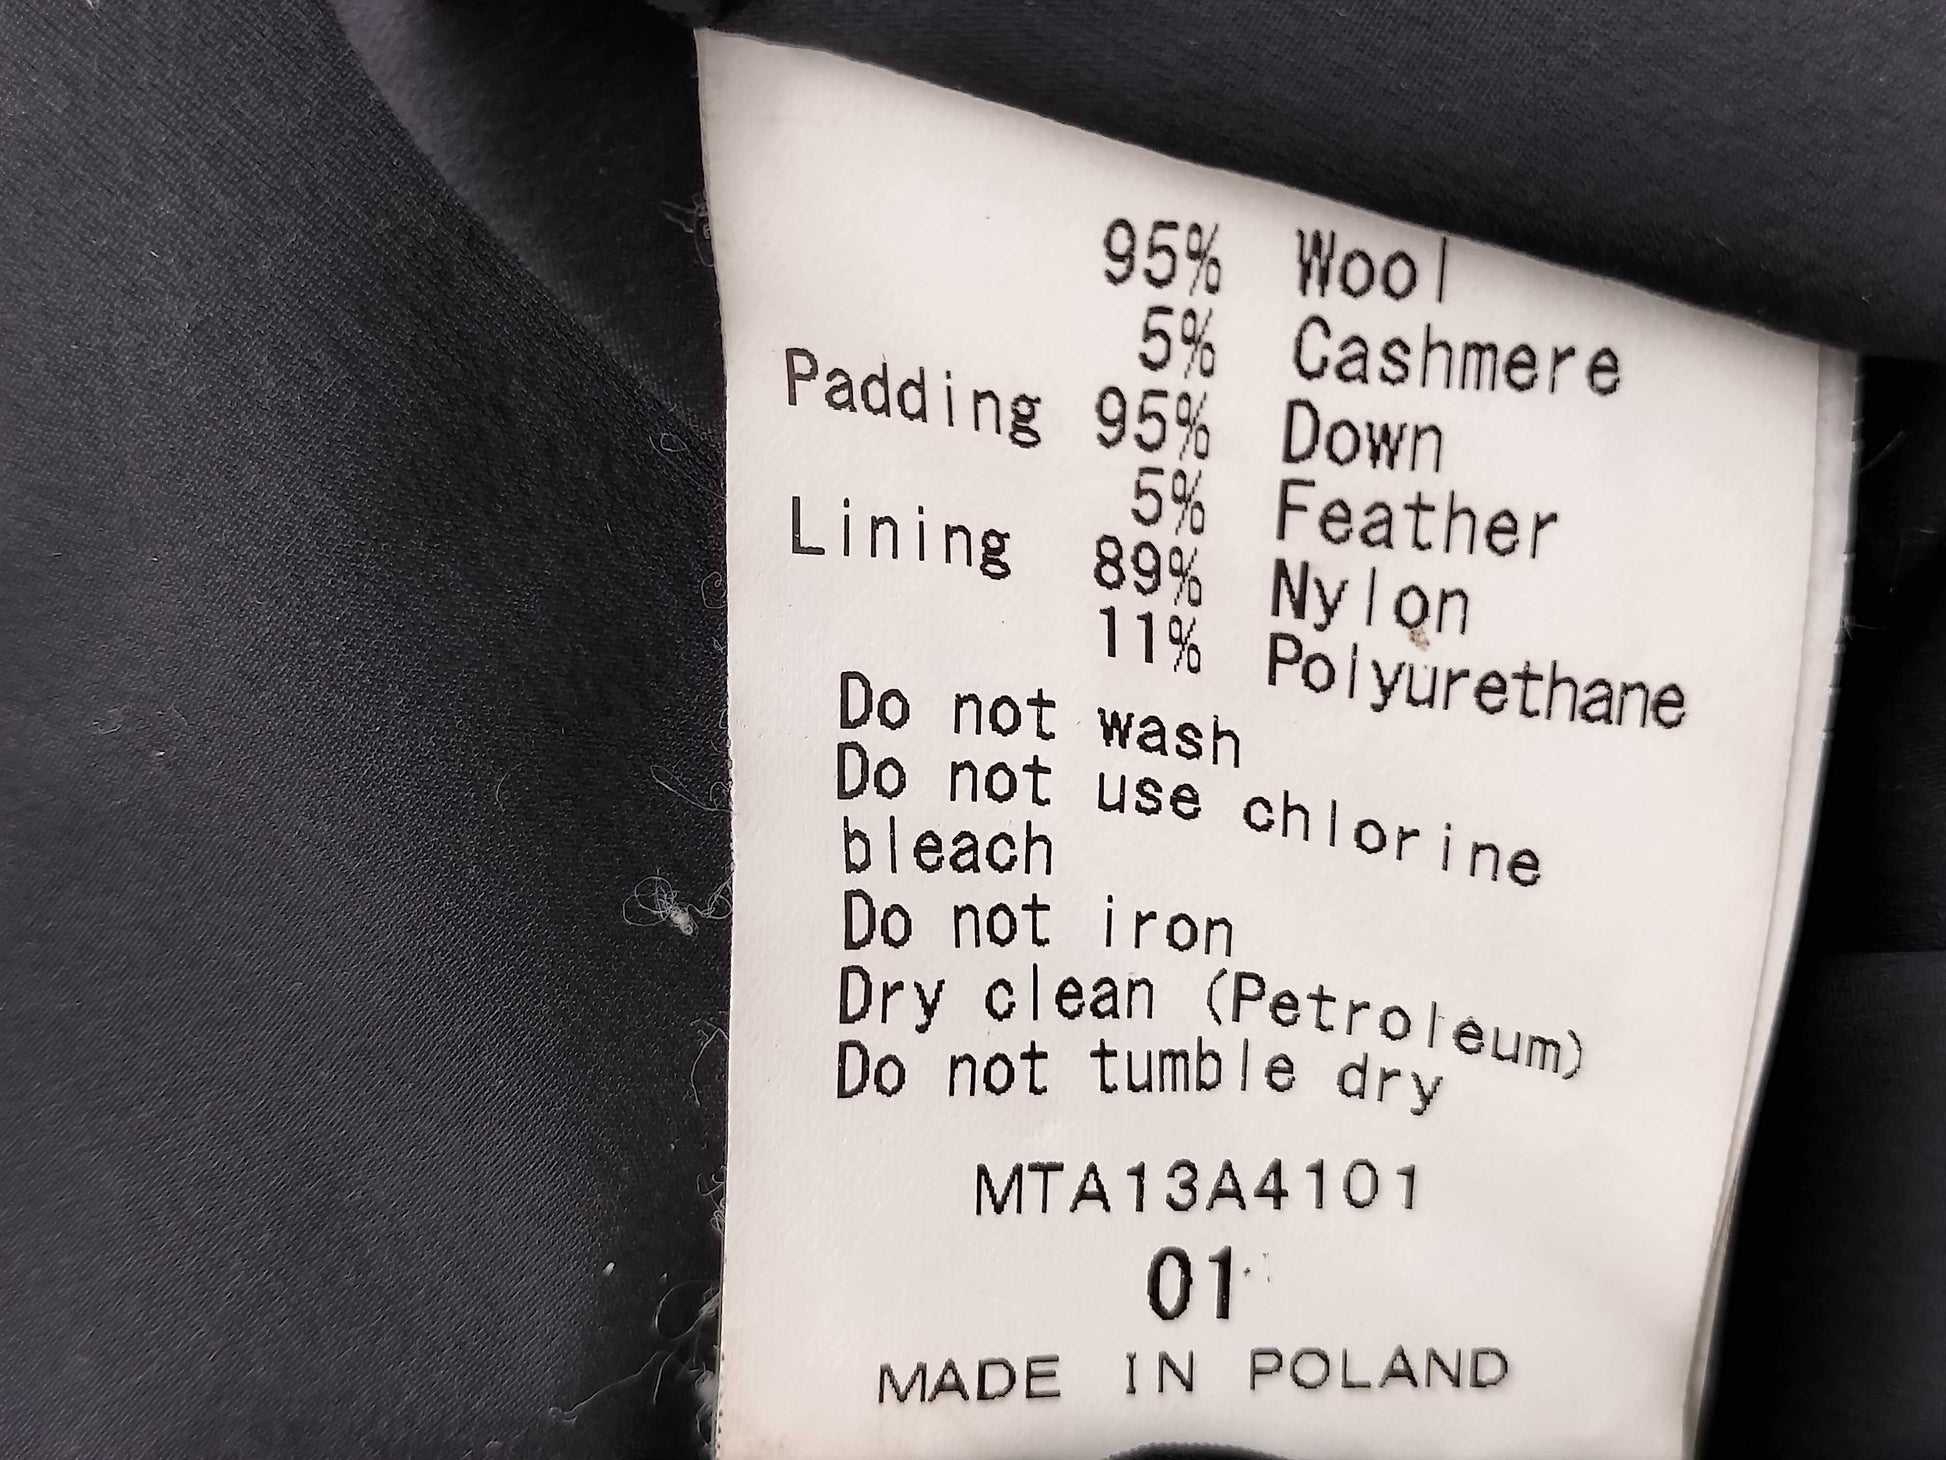 95% Wool
5% Cashmere
Padding 95% Down
5% Feather
Lining 89% Nylon
11% Polyurethane
Do not wash
Do not use chlorine
bleach
Do not iron
Dry clean (Petroleum)
Do not tumble dry
MTA13A4101
01
MADE IN POLAND